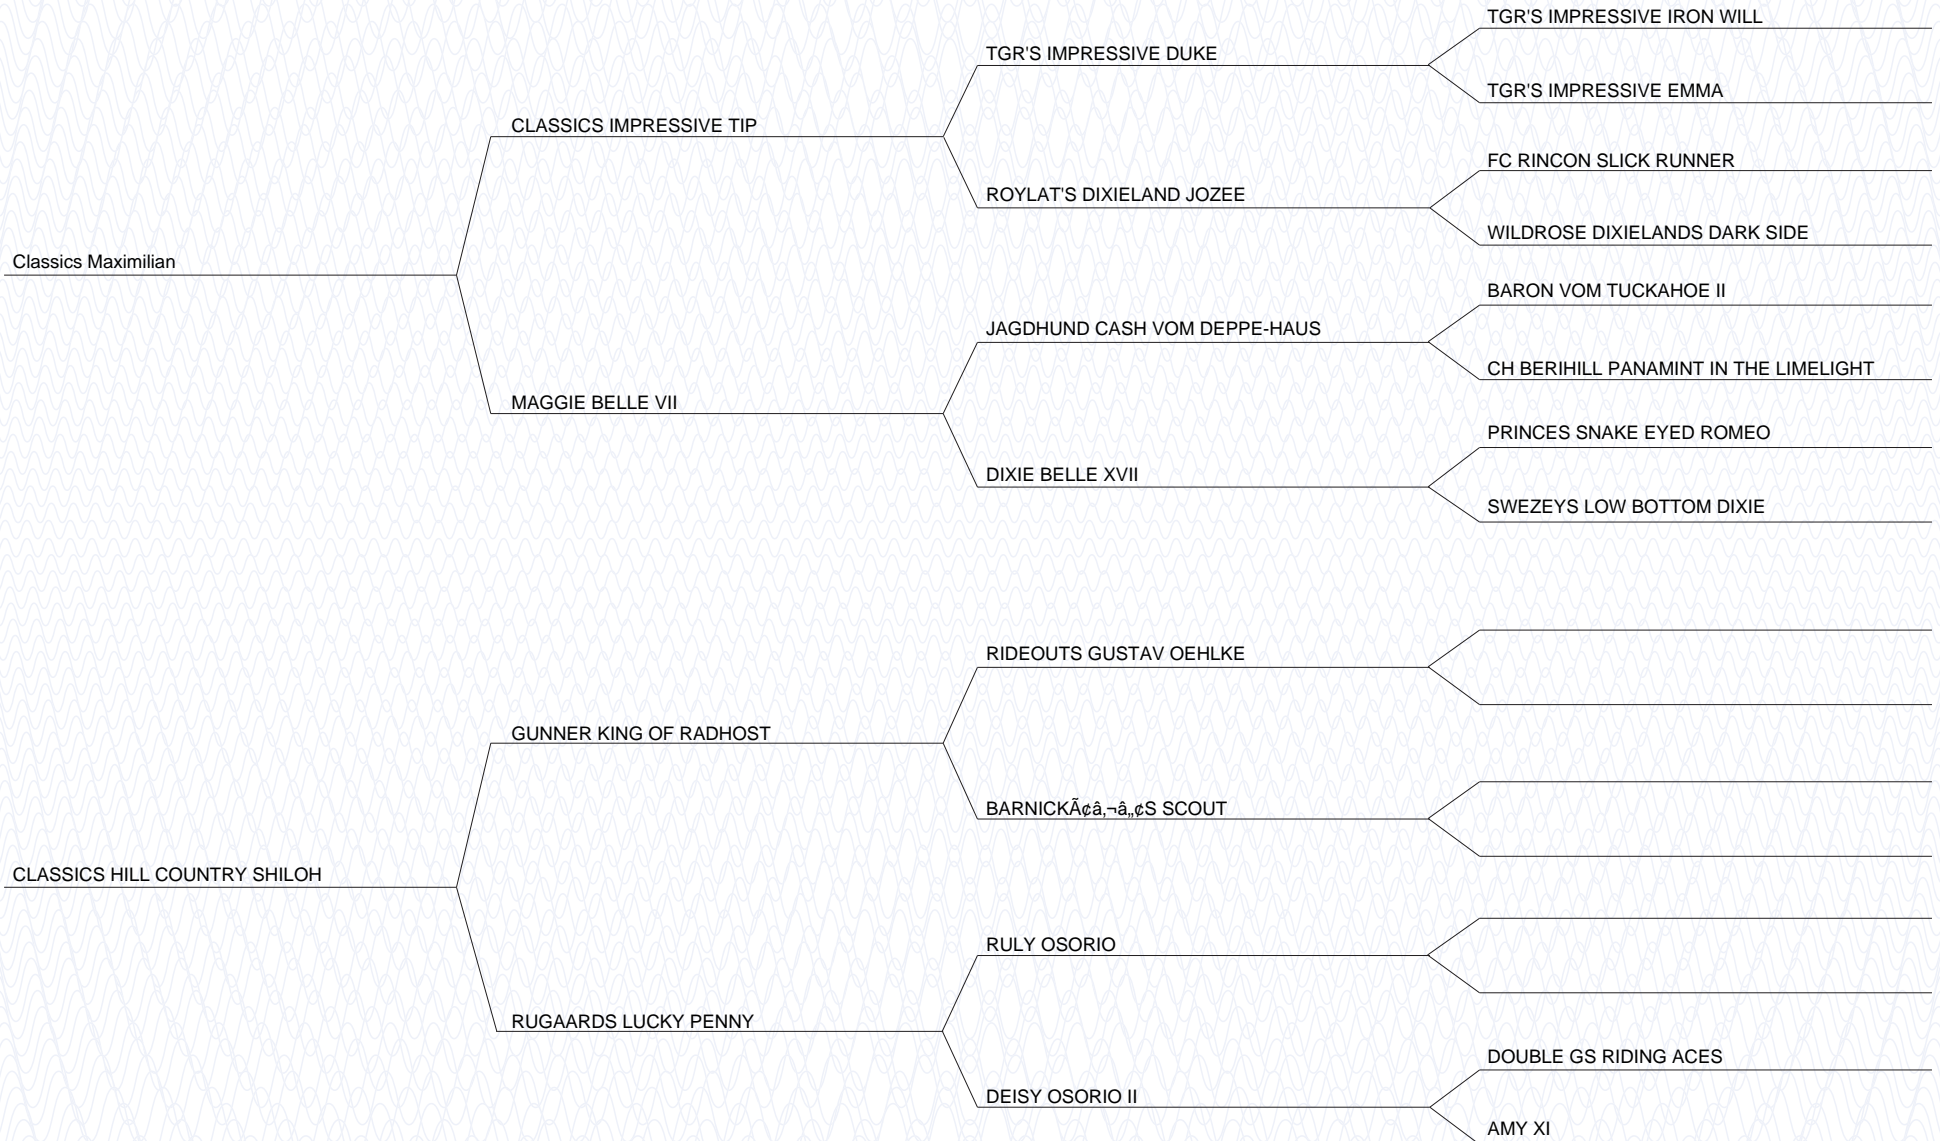 TGR'S IMPRESSIVE IRON WILL
TGR'S IMPRESSIVE DUKE
TGR'S IMPRESSIVE EMMA
CLASSICS IMPRESSIVE TIP
FC RINCON SLICK RUNNER
ROYLAT'S DIXIELAND JOZEE
WILDROSE DIXIELANDS DARK SIDE
Classics Maximilian
BARON VOM TUCKAHOE II
JAGDHUND CASH VOM DEPPE-HAUS
CH BERIHILL PANAMINT IN THE LIMELIGHT
MAGGIE BELLE VII
PRINCES SNAKE EYED ROMEO
DIXIE BELLE XVII
SWEZEYS LOW BOTTOM DIXIE
RIDEOUTS GUSTAV OEHLKE
GUNNER KING OF RADHOST
BARNICKÃ¢â‚¬â„¢S SCOUT
CLASSICS HILL COUNTRY SHILOH
RULY OSORIO
RUGAARDS LUCKY PENNY
DOUBLE GS RIDING ACES
DEISY OSORIO II
AMY XI